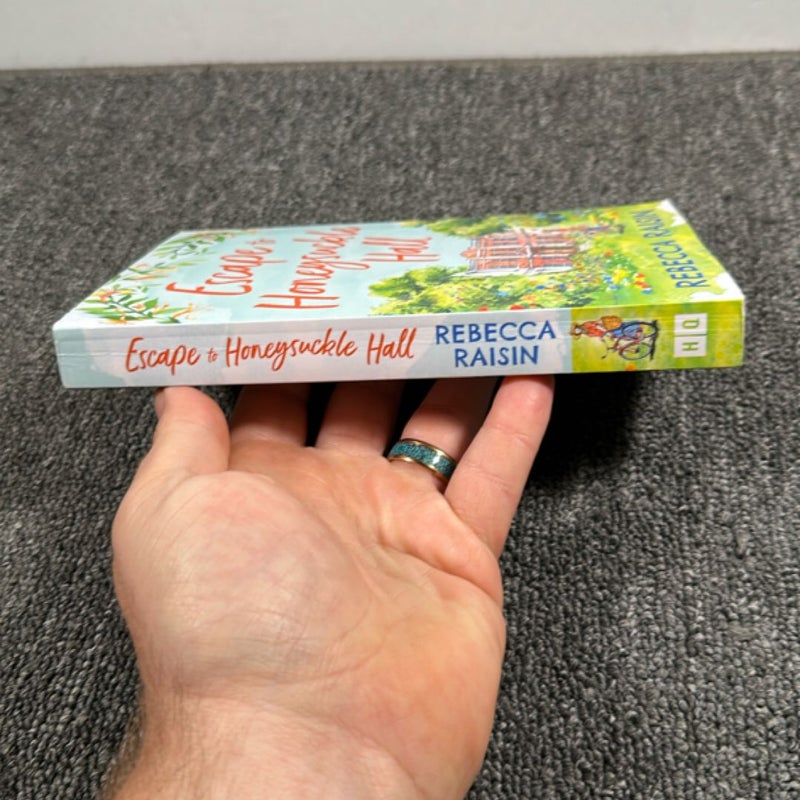 Escape to
Honeysuckle
Hall
REBECCA RAISIN
Escape to Honeysuckle Hall
REBECCA
RAISIN
HQ